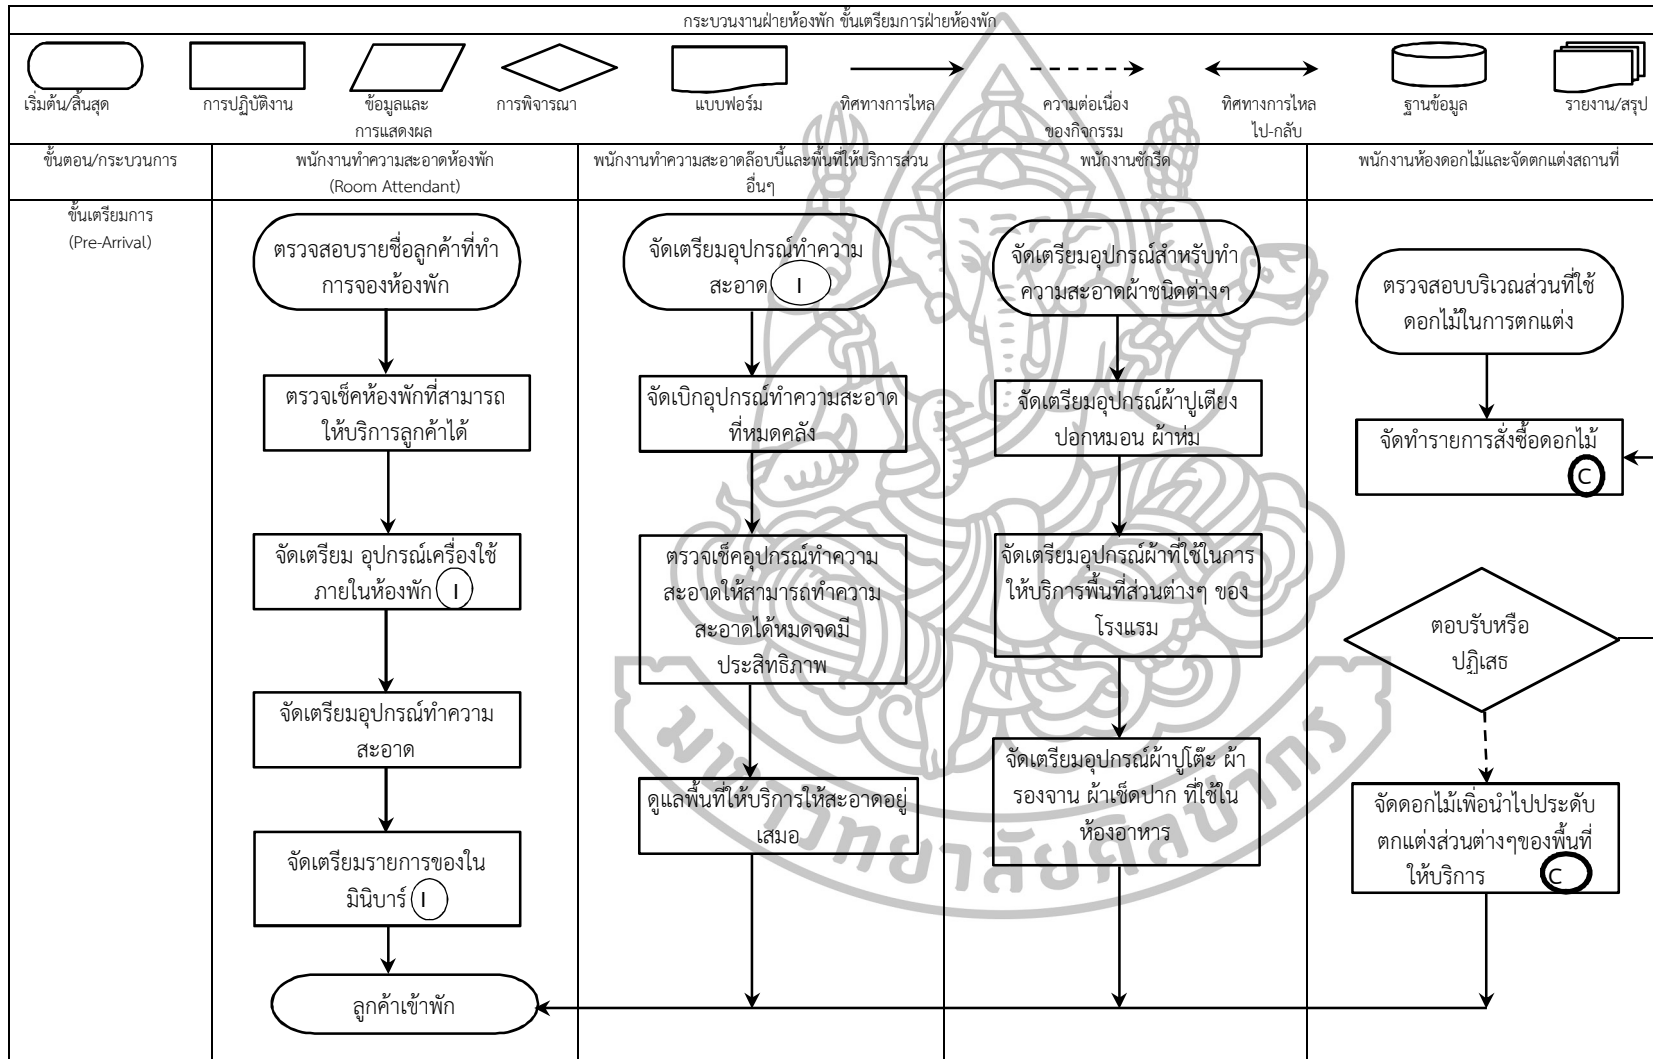 กระบวนงานฝ่ายห้องพัก ขั้นเตรียมการฝ่ายห้องพัก
เริ่มต้น/สิ้นสุด
การปฏิบัติงาน
ข้อมูลและ
การแสดงผล
การพิจารณา
แบบฟอร์ม
ทิศทางการไหล
ความต่อเนื่อง
ของกิจกรรม
ทิศทางการไหล
ไป-กลับ
ฐานข้อมูล
รายงาน/สรุป
ขั้นตอน/กระบวนการ
พนักงานทำความสะอาดห้องพัก
(Room Attendant)
พนักงานทำความสะอาดล๊อบบี้และพื้นที่ให้บริการส่วน
อื่นๆ
พนักงานซักรีด
พนักงานห้องดอกไม้และจัดตกแต่งสถานที่
ขั้นเตรียมการ
(Pre-Arrival)
ตรวจสอบรายชื่อลูกค้าที่ทำ
การจองห้องพัก
ตรวจเช็คห้องพักที่สามารถ
ให้บริการลูกค้าได้
จัดเตรียม อุปกรณ์เครื่องใช้
ภายในห้องพัก I
จัดเตรียมอุปกรณ์ทำความ
สะอาด
จัดเตรียมรายการของใน
มินิบาร์ I
ลูกค้าเข้าพัก
จัดเตรียมอุปกรณ์ทำความ
สะอาด I
จัดเบิกอุปกรณ์ทำความสะอาด
ที่หมดคลัง
ตรวจเช็คอุปกรณ์ทำความ
สะอาดให้สามารถทำความ
สะอาดได้หมดจดมี
ประสิทธิภาพ
ดูแลพื้นที่ให้บริการให้สะอาดอยู่
เสมอ
จัดเตรียมอุปกรณ์สำหรับทำ
ความสะอาดผ้าชนิดต่างๆ
จัดเตรียมอุปกรณ์ผ้าปูเตียง
ปอกหมอน ผ้าห่ม
จัดเตรียมอุปกรณ์ผ้าที่ใช้ในการ
ให้บริการพื้นที่ส่วนต่างๆ ของ
โรงแรม
จัดเตรียมอุปกรณ์ผ้าปูโต๊ะ ผ้า
รองจาน ผ้าเช็ดปาก ที่ใช้ใน
ห้องอาหาร
ตรวจสอบบริเวณส่วนที่ใช้
ดอกไม้ในการตกแต่ง
จัดทำรายการสั่งซื้อดอกไม้
C
ตอบรับหรือ
ปฏิเสธ
จัดดอกไม้เพื่อนำไปประดับ
ตกแต่งส่วนต่างๆของพื้นที่
ให้บริการ C
มหาวิทยาลัยศิลปากร